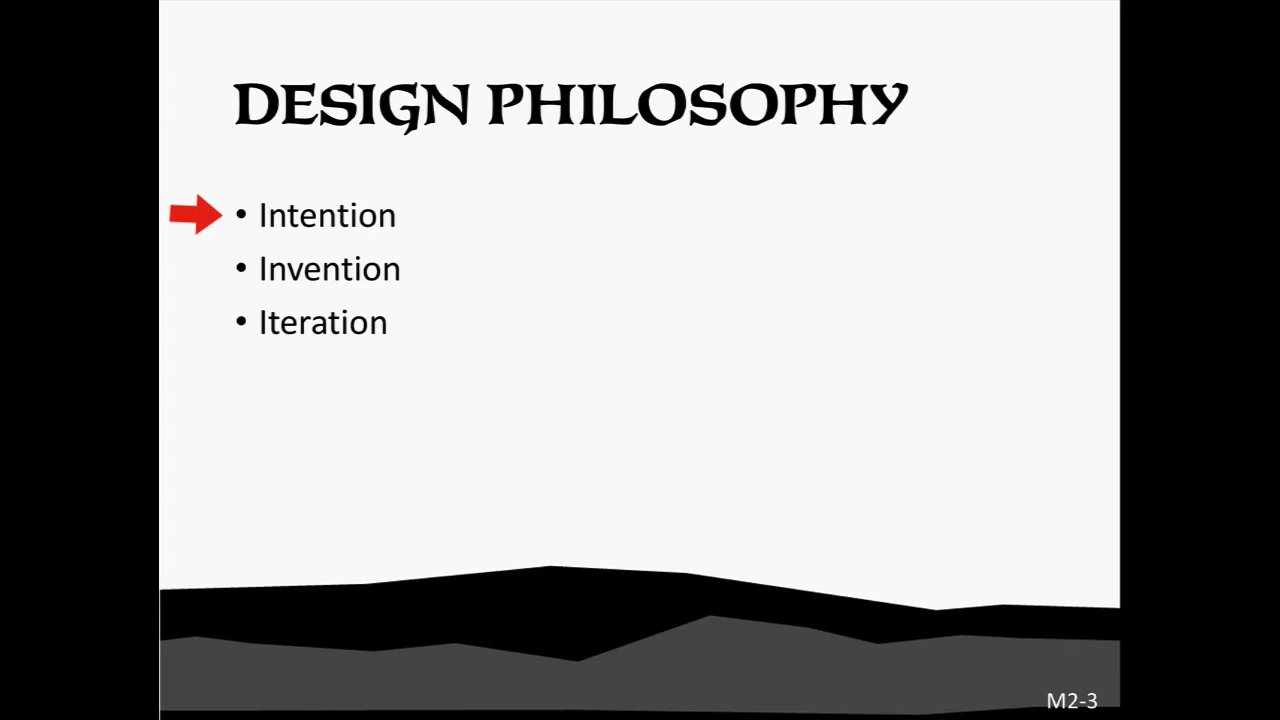 DESIGN PHILOSOPHY
• Intention
• Invention
• Iteration
M2-3